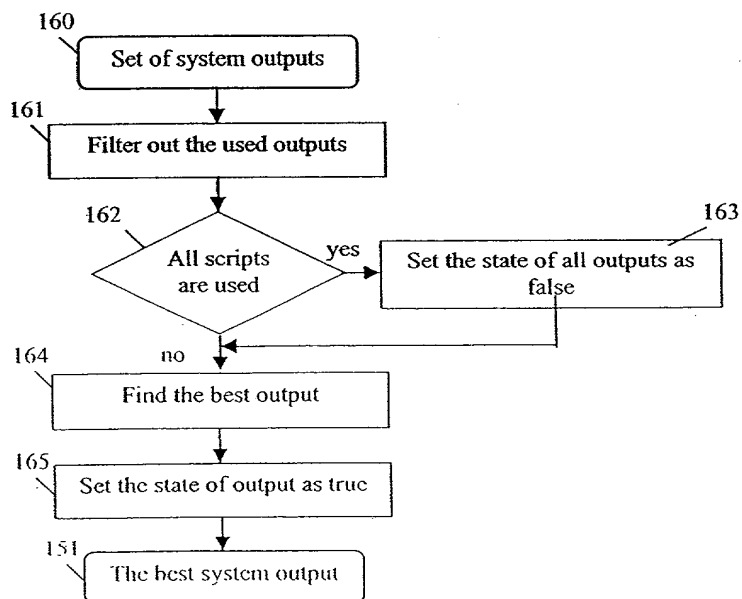 160
Set of system outputs
161
Filter out the used outputs
162
All scripts
are used
yes
163
Set the state of all outputs as
false
no
164
Find the best output
165
Set the state of output as true
151
The best system output